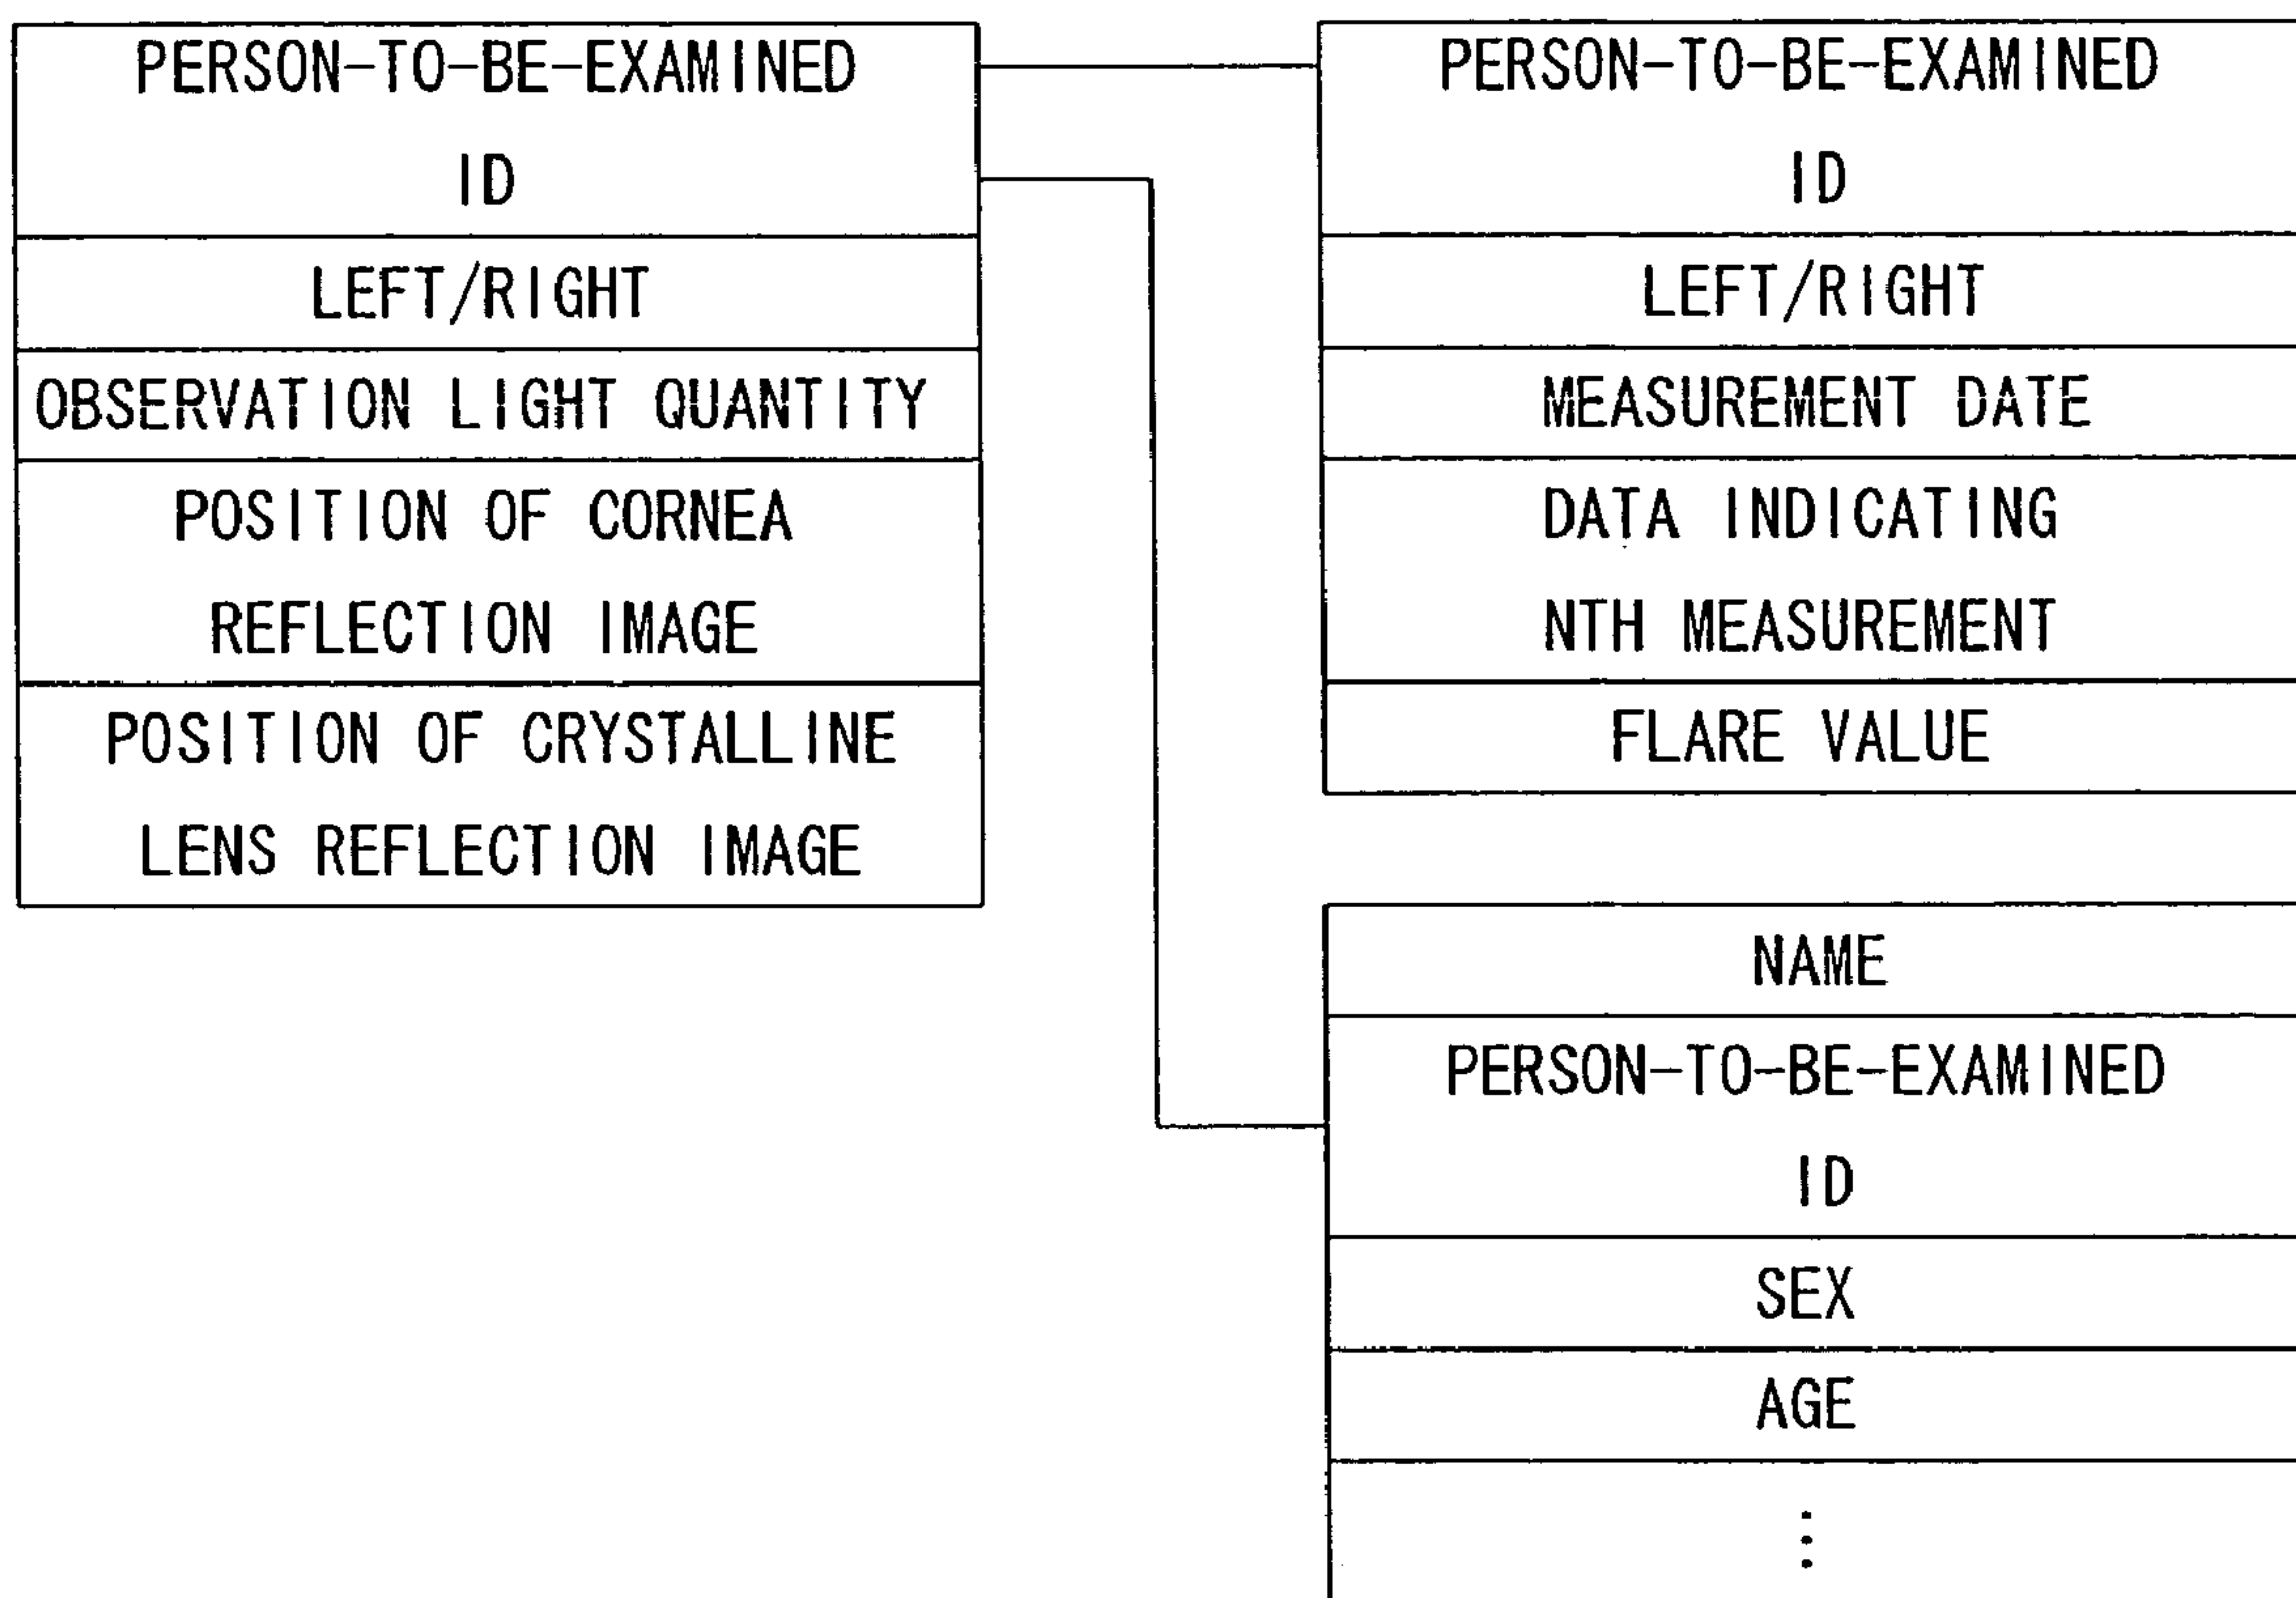 PERSON-TO-BE-EXAMINED
ID
LEFT/RIGHT
OBSERVATION LIGHT QUANTITY
POSITION OF CORNEA
REFLECTION IMAGE
POSITION OF CRYSTALLINE
LENS REFLECTION IMAGE
PERSON-TO-BE-EXAMINED
ID
LEFT/RIGHT
MEASUREMENT DATE
DATA INDICATING
NTH MEASUREMENT
FLARE VALUE
NAME
PERSON-TO-BE-EXAMINED
ID
SEX
AGE
⋮